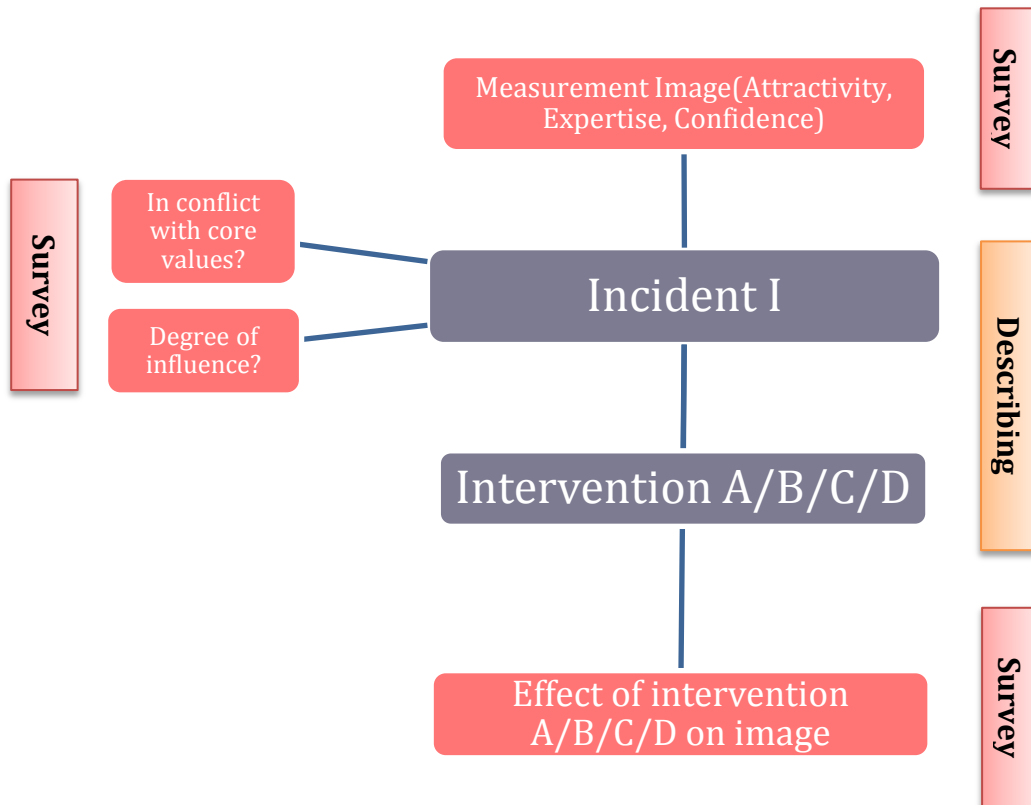 Survey
Measurement Image(Attractivity,
Expertise, Confidence)
Survey
In conflict
with core
values?
Degree of
influence?
Incident I
Describing
Intervention A/B/C/D
Effect of intervention
A/B/C/D on image
Survey